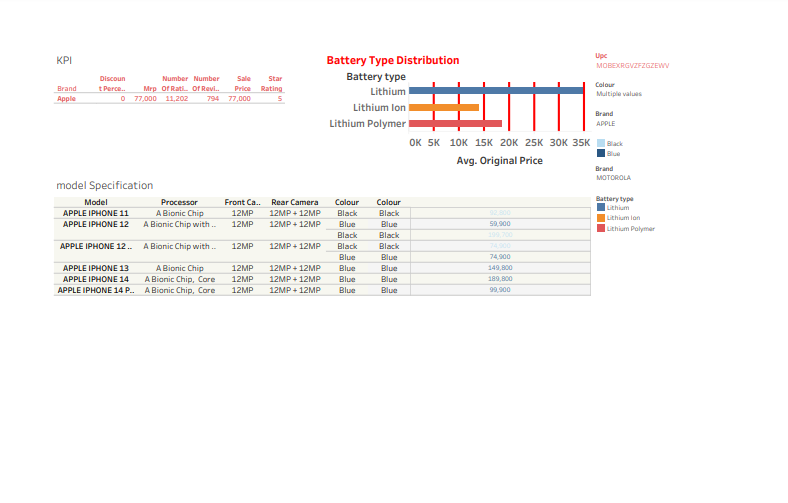 KPI
Discoun Number Number Sale Star
Brand t Perce.. Mrp Of Rati.. Of Revi.. Price Rating
Apple 0 77,000 11,202 794 77,000 5
Battery Type Distribution
Battery type
Lithium
Lithium Ion
Lithium Polymer
0K 5K 10K 15K 20K 25K 30K 35K
Avg. Original Price
Upc
MOBEXRGVZFZGZEWV
Colour
Multiple values
Brand
APPLE
Black
Blue
Brand
MOTOROLA
Battery type
Lithium
Lithium Ion
Lithium Polymer
model Specification
Model Processor Front Ca.. Rear Camera Colour Colour
APPLE IPHONE 11 A Bionic Chip 12MP 12MP + 12MP Black Black
APPLE IPHONE 12 A Bionic Chip with .. 12MP 12MP + 12MP Blue Blue 59,900
Black Black
APPLE IPHONE 12 .. A Bionic Chip with .. 12MP 12MP + 12MP Black Black
Blue Blue 74,900
APPLE IPHONE 13 A Bionic Chip 12MP 12MP + 12MP Blue Blue 149,800
APPLE IPHONE 14 A Bionic Chip, Core 12MP 12MP + 12MP Blue Blue 189,800
APPLE IPHONE 14 P.. A Bionic Chip, Core 12MP 12MP + 12MP Blue Blue 99,900